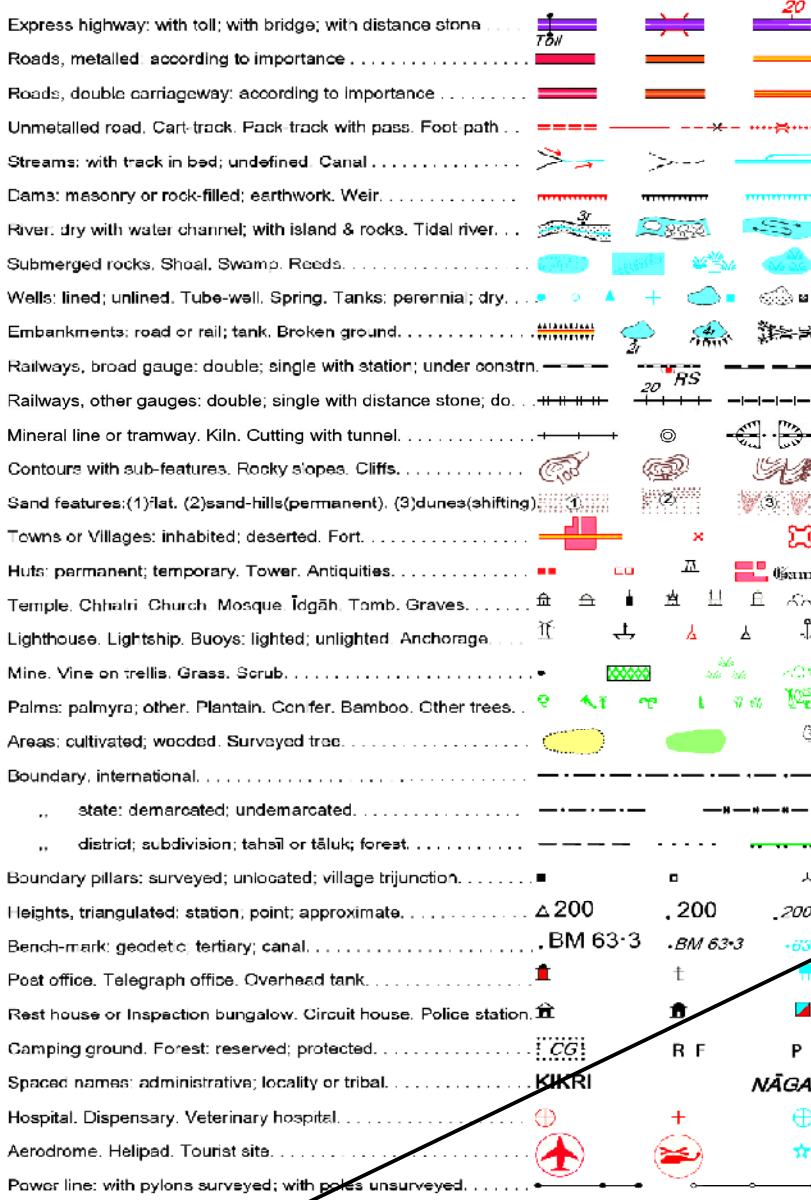 20
Express highway: with toll; with bridge; with distance stone
Toll
Roads, metalled: according to importance . . . . . . . . . . . . . . . . . .
Roads, double carriageway: according to importance . . . . . . . . .
Unmetalled road. Cart-track. Pack-track with pass. Foot-path . .
Streams: with track in bed; undefined. Canal . . . . . . . . . . . . . . . .
Dams: masonry or rock-filled; earthwork. Weir. . . . . . . . . . . . . . .
3r
River: dry with water channel; with island & rocks. Tidal river. . .
Submerged rocks. Shoal. Swamp. Reeds. . . . . . . . . . . . . . . . . . .
Wells: lined; unlined. Tube-well. Spring. Tanks: perennial; dry. . .
Embankments: road or rail; tank. Broken ground. . . . . . . . . . . . .
4r
2r
Railways, broad gauge: double; single with station; under constrn.
RS
20
Railways, other gauges: double; single with distance stone; do. . .
Mineral line or tramway. Kiln. Cutting with tunnel. . . . . . . . . . . . .
Contours with sub-features. Rocky slopes. Cliffs. . . . . . . . . . . . .
Sand features:(1)flat. (2)sand-hills(permanent). (3)dunes(shifting). 1 2 3
Towns or Villages: inhabited; deserted. Fort. . . . . . . . . . . . . . . . .
Huts: permanent; temporary. Tower. Antiquities. . . . . . . . . . . . . .
Temple. Chhatri. Church. Mosque. Īdgāh. Tomb. Graves. . . . . . .
Lighthouse. Lightship. Buoys: lighted; unlighted. Anchorage.
Mine. Vine on trellis. Grass. Scrub. . . . . . . . . . . . . . . . . . . . . . . .
Palms: palmyra; other. Plantain. Conifer. Bamboo. Other trees. .
Areas: cultivated; wooded. Surveyed tree. . . . . . . . . . . . . . . . . . .
Boundary, international. . . . . . . . . . . . . . . . . . . . . . . . . . . . . . . . .
,, state: demarcated; undemarcated. . . . . . . . . . . . . . . . . .
,, district; subdivision; tahsīl or tāluk; forest. . . . . . . . . . . . .
Boundary pillars: surveyed; unlocated; village trijunction. . . . . . .
Heights, triangulated: station; point; approximate. . . . . . . . . . . . 200 .200 .200
Bench-mark: geodetic; tertiary; canal. . . . . . . . . . . . . . . . . . . . . . .BM 63·3 .BM 63·3 .63
Post office. Telegraph office. Overhead tank. . . . . . . . . . . . . . . .
Rest house or Inspection bungalow. Circuit house. Police station.
Camping ground. Forest: reserved; protected. . . . . . . . . . . . . . . CG R F P
Spaced names: administrative; locality or tribal. . . . . . . . . . . . . . KIKRI NĀGA
Hospital. Dispensary. Veterinary hospital. . . . . . . . . . . . . . . . . . .
Aerodrome. Helipad. Tourist site. . . . . . . . . . . . . . . . . . . . . . . . . .
Power line: with pylons surveyed; with poles unsurveyed. . . . . . .